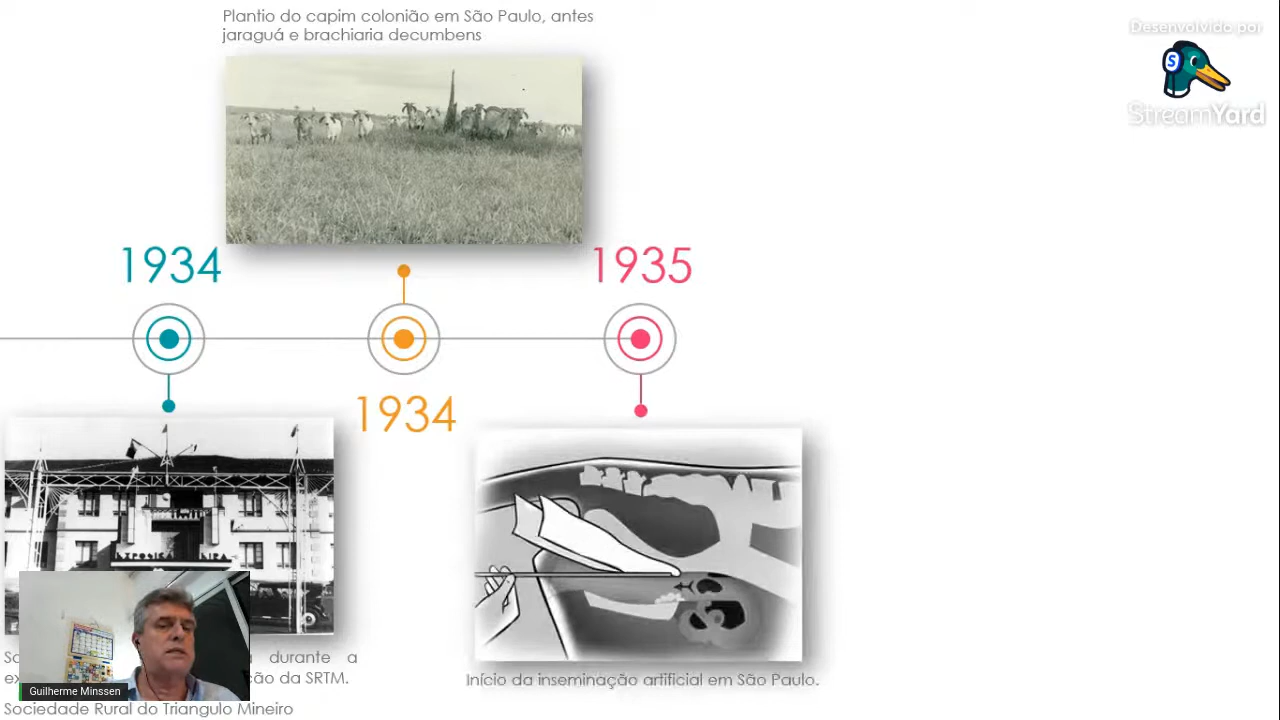 Plantio do capim colonião em São Paulo, antes
jaraguá e brachiaria decumbens
Desenvolvido por
S
StreamYard
1934
1935
1934
durante a
da SRTM.
Início da inseminação artificial em São Paulo.
Guilherme Minssen
Sociedade Rural do Triangulo Mineiro